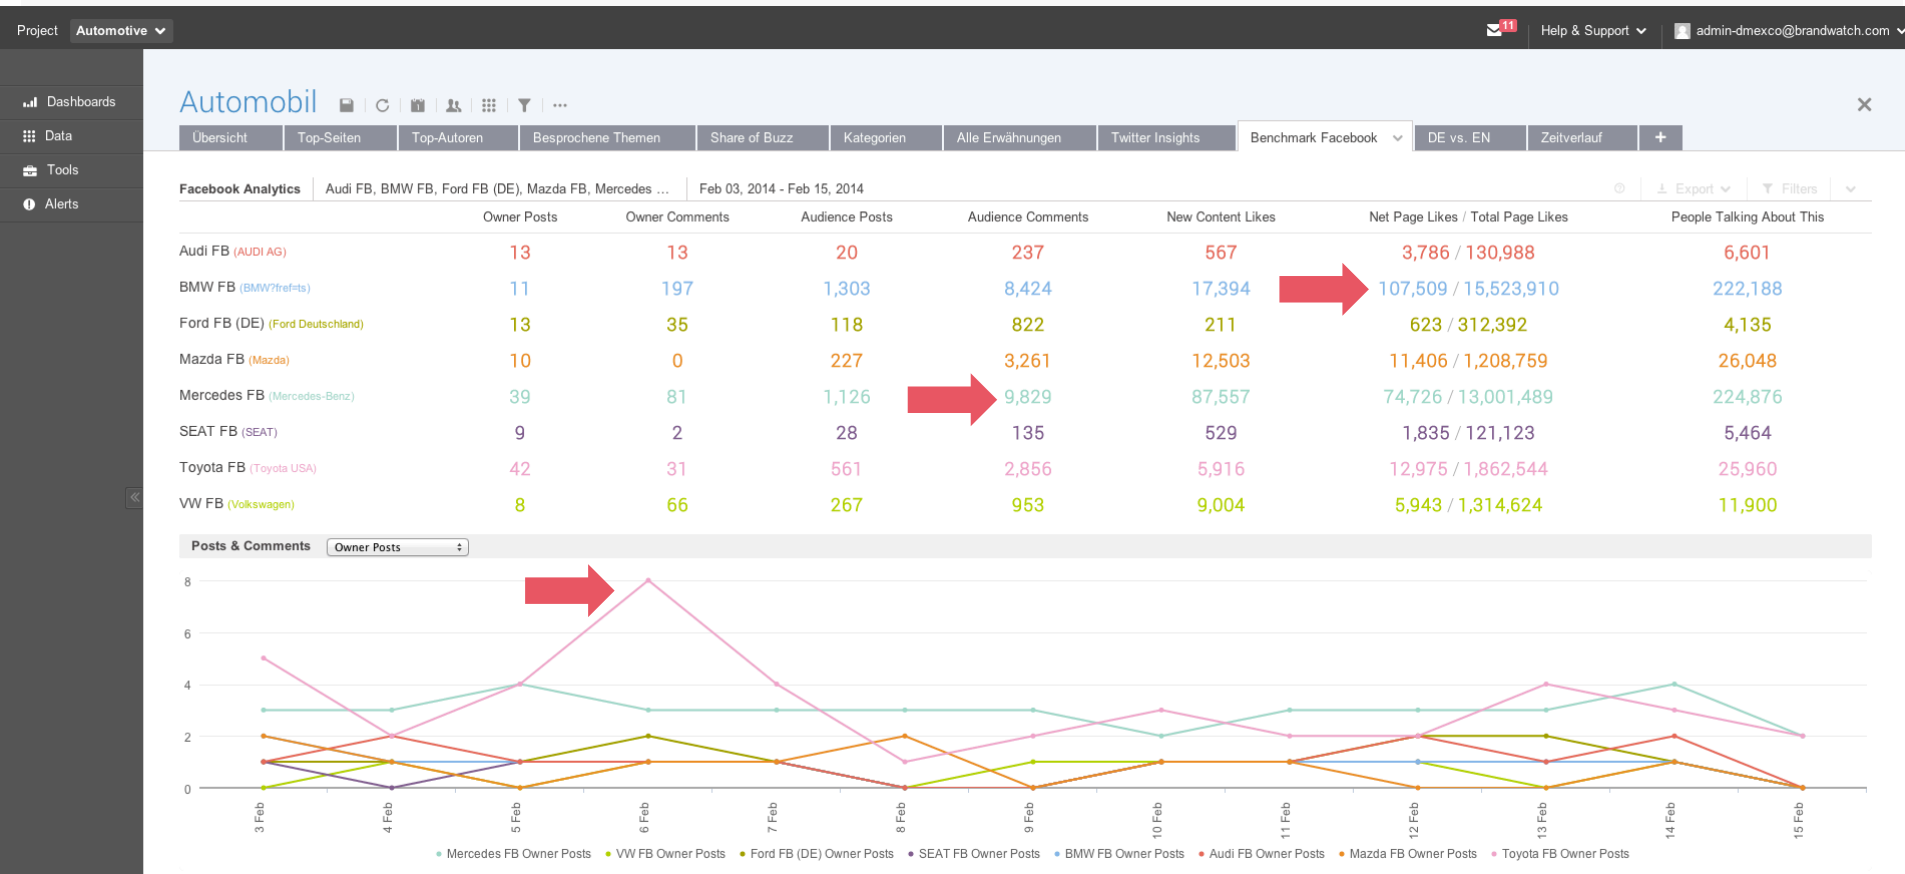 Project Automotive 11 Help & Support admin-dmexco@brandwatch.com
Dashboards
Data
Tools
Alerts
Automobil
Übersicht Top-Seiten Top-Autoren Besprochene Themen Share of Buzz Kategorien Alle Erwähnungen Twitter Insights Benchmark Facebook DE vs. EN Zeitverlauf +
Facebook Analytics Audi FB, BMW FB, Ford FB (DE), Mazda FB, Mercedes ... Feb 03, 2014 - Feb 15, 2014 Export Filters
Owner Posts Owner Comments Audience Posts Audience Comments New Content Likes Net Page Likes / Total Page Likes People Talking About This
Audi FB (AUDI AG) 13 13 20 237 567 3,786 / 130,988 6,601
BMW FB (BMW?fref=ts) 11 197 1,303 8,424 17,394 107,509 / 15,523,910 222,188
Ford FB (DE) (Ford Deutschland) 13 35 118 822 211 623 / 312,392 4,135
Mazda FB (Mazda) 10 0 227 3,261 12,503 11,406 / 1,208,759 26,048
Mercedes FB (Mercedes-Benz) 39 81 1,126 9,829 87,557 74,726 / 13,001,489 224,876
SEAT FB (SEAT) 9 2 28 135 529 1,835 / 121,123 5,464
Toyota FB (Toyota USA) 42 31 561 2,856 5,916 12,975 / 1,862,544 25,960
VW FB (Volkswagen) 8 66 267 953 9,004 5,943 / 1,314,624 11,900
Posts & Comments Owner Posts
8
6
4
2
0
3 Feb 4 Feb 5 Feb 6 Feb 7 Feb 8 Feb 9 Feb 10 Feb 11 Feb 12 Feb 13 Feb 14 Feb 15 Feb
Mercedes FB Owner Posts VW FB Owner Posts Ford FB (DE) Owner Posts SEAT FB Owner Posts BMW FB Owner Posts Audi FB Owner Posts Mazda FB Owner Posts Toyota FB Owner Posts